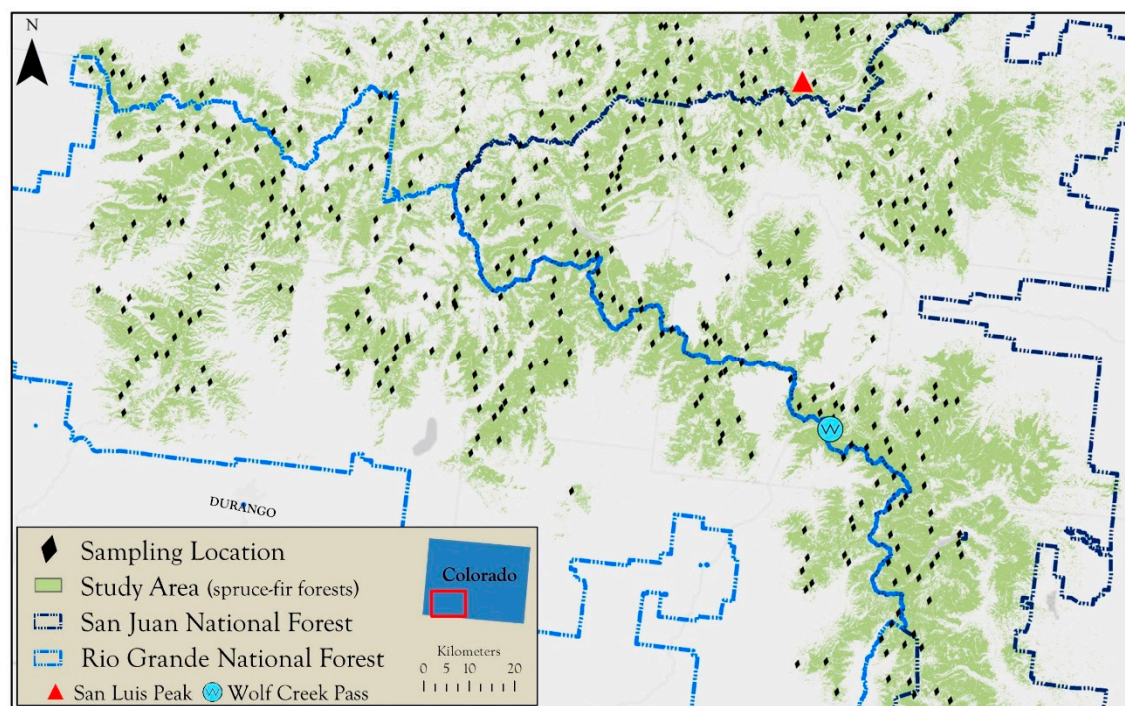 N
W
DURANGO
Sampling Location
Study Area (spruce-fir forests)
San Juan National Forest
Rio Grande National Forest
San Luis Peak W Wolf Creek Pass
Colorado
Kilometers
0 10 20